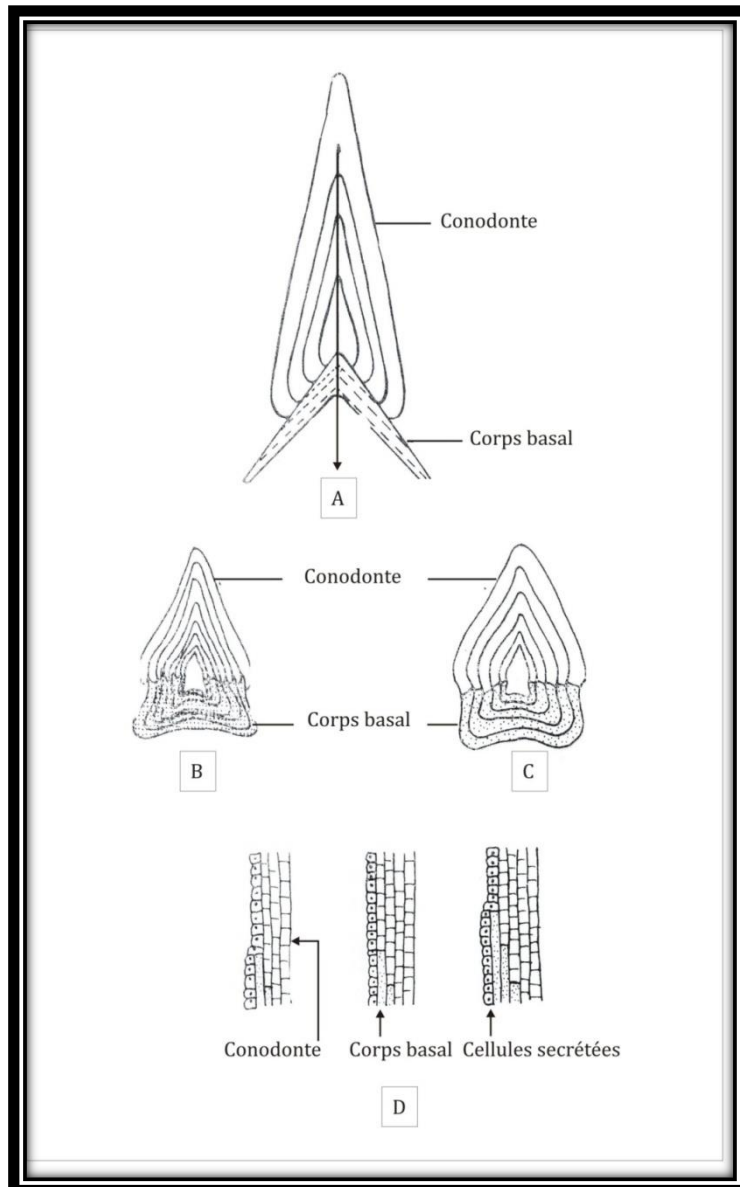 Conodonte
Corps basal
A
Conodonte
Corps basal
B
C
Conodonte Corps basal Cellules secrétées
D